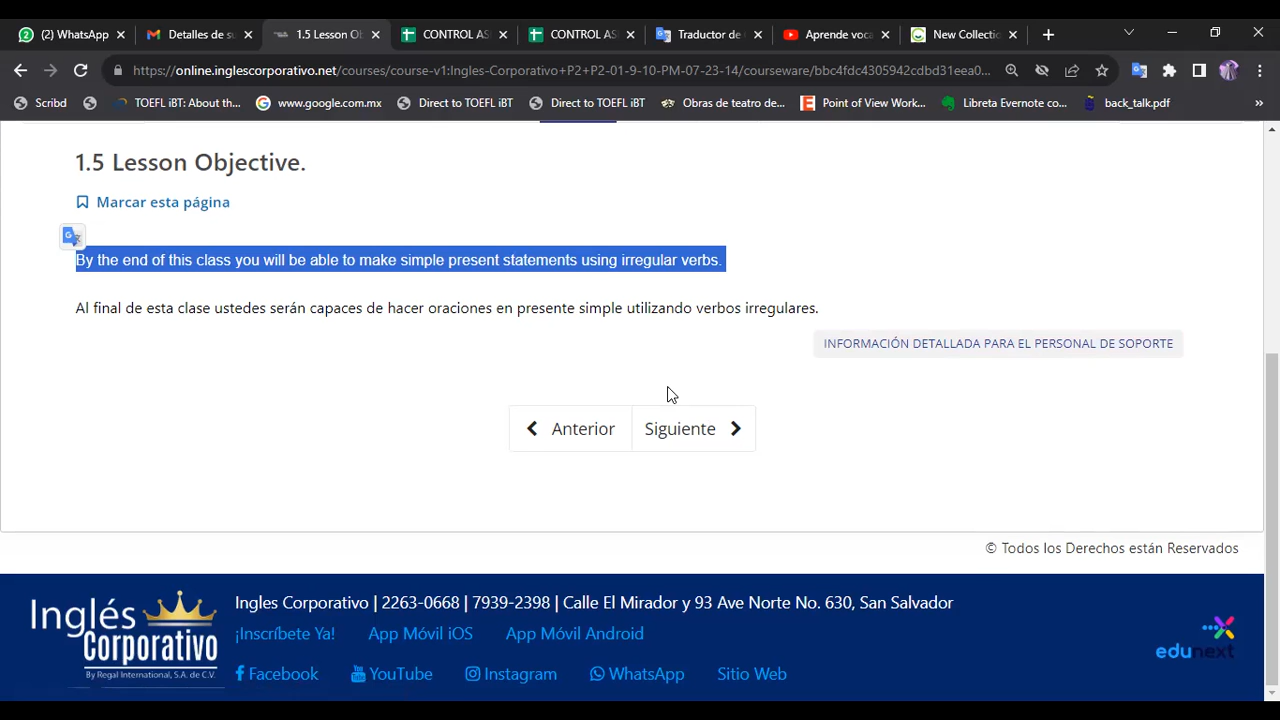 (2) WhatsApp
Detalles de su
1.5 Lesson Ob
CONTROL AS
CONTROL AS
Traductor de
Aprende voca
New Collectio
https://online.inglescorporativo.net/courses/course-v1:Ingles-Corporativo+P2+P2-01-9-10-PM-07-23-14/courseware/bbc4fdc4305942cdbd31eea0...
Scribd
TOEFL iBT: About th...
www.google.com.mx
Direct to TOEFL iBT
Direct to TOEFL iBT
Obras de teatro de...
Point of View Work...
Libreta Evernote co...
back_talk.pdf
1.5 Lesson Objective.
Marcar esta página
By the end of this class you will be able to make simple present statements using irregular verbs.
Al final de esta clase ustedes serán capaces de hacer oraciones en presente simple utilizando verbos irregulares.
INFORMACIÓN DETALLADA PARA EL PERSONAL DE SOPORTE
Anterior
Siguiente
© Todos los Derechos están Reservados
Inglés Corporativo
By Regal International, S.A. de C.V.
Ingles Corporativo | 2263-0668 | 7939-2398 | Calle El Mirador y 93 Ave Norte No. 630, San Salvador
¡Inscríbete Ya! App Móvil iOS App Móvil Android
Facebook YouTube Instagram WhatsApp Sitio Web
edunext